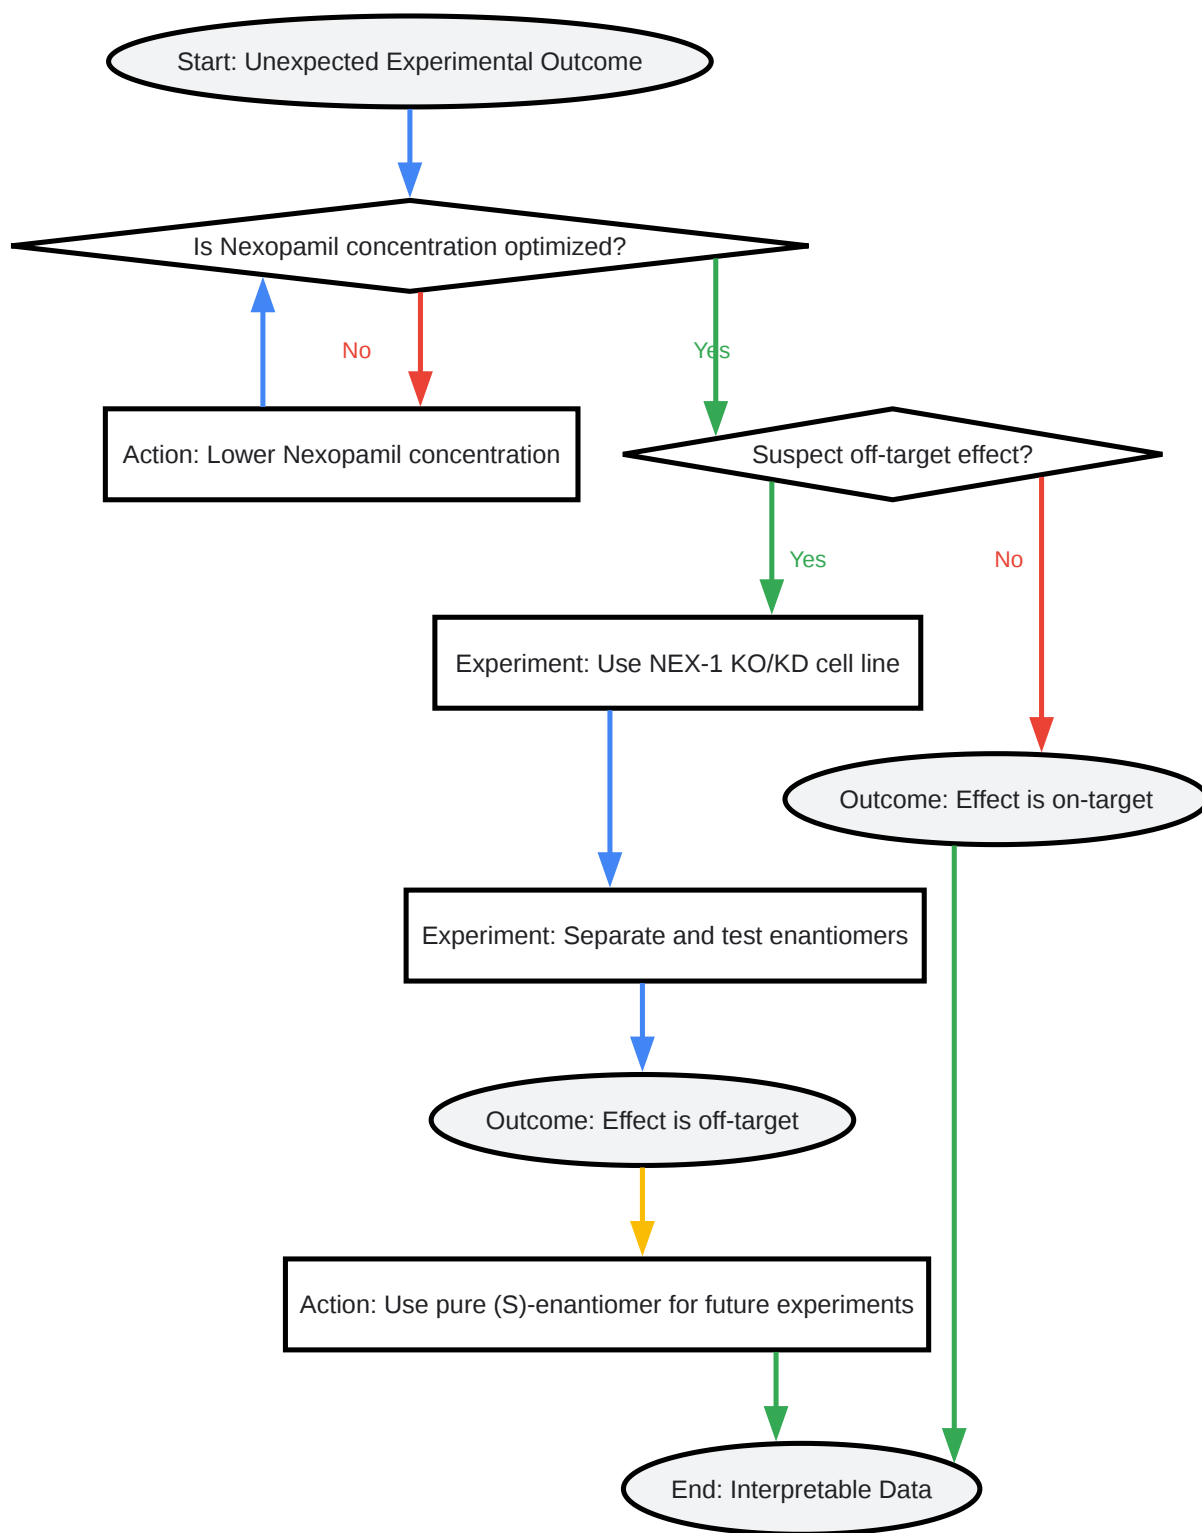 Start: Unexpected Experimental Outcome
Is Nexopamil concentration optimized?
No
Yes
Action: Lower Nexopamil concentration
Suspect off-target effect?
Yes
No
Experiment: Use NEX-1 KO/KD cell line
Outcome: Effect is on-target
Experiment: Separate and test enantiomers
Outcome: Effect is off-target
Action: Use pure (S)-enantiomer for future experiments
End: Interpretable Data